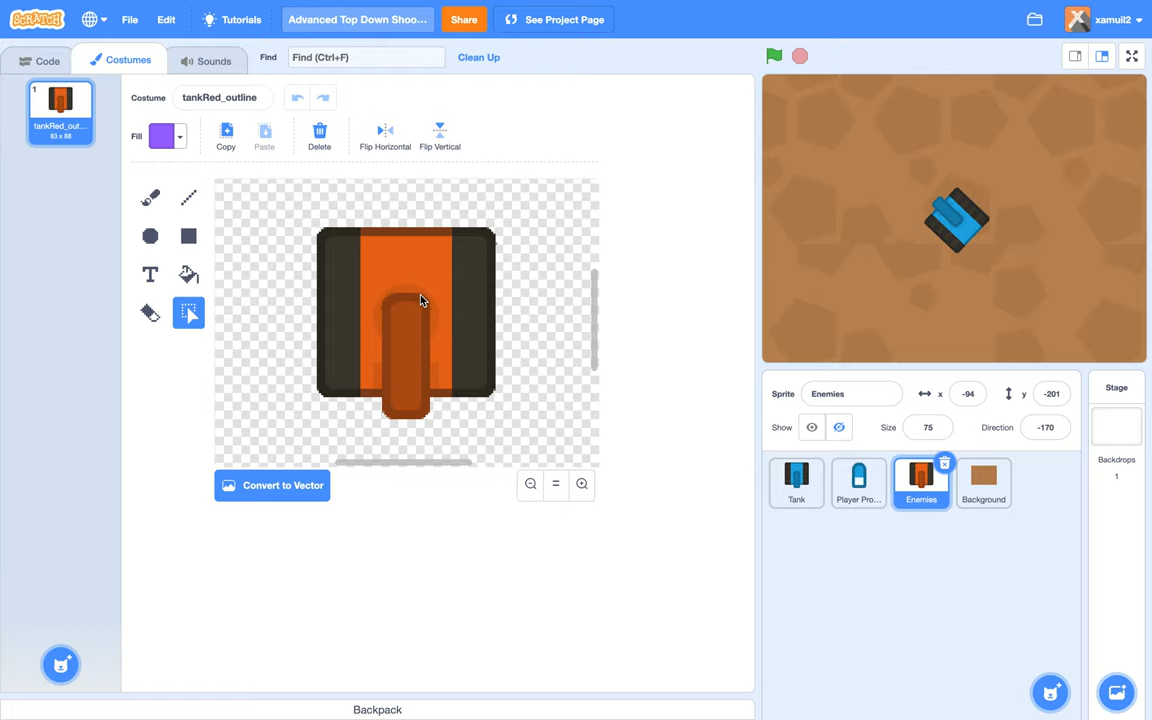 SCRATCH
File
Edit
Tutorials
Advanced Top Down Shoo...
Share
See Project Page
xamuil2
Code
Costumes
Sounds
Find
Find (Ctrl+F)
Clean Up
1
tankRed_out...
83 x 88
Costume
tankRed_outline
Fill
Copy
Paste
Delete
Flip Horizontal
Flip Vertical
T
Convert to Vector
Sprite
Enemies
x
-94
y
-201
Show
Size
75
Direction
-170
Stage
Backdrops
1
Tank
Player Pro...
Enemies
Background
Backpack